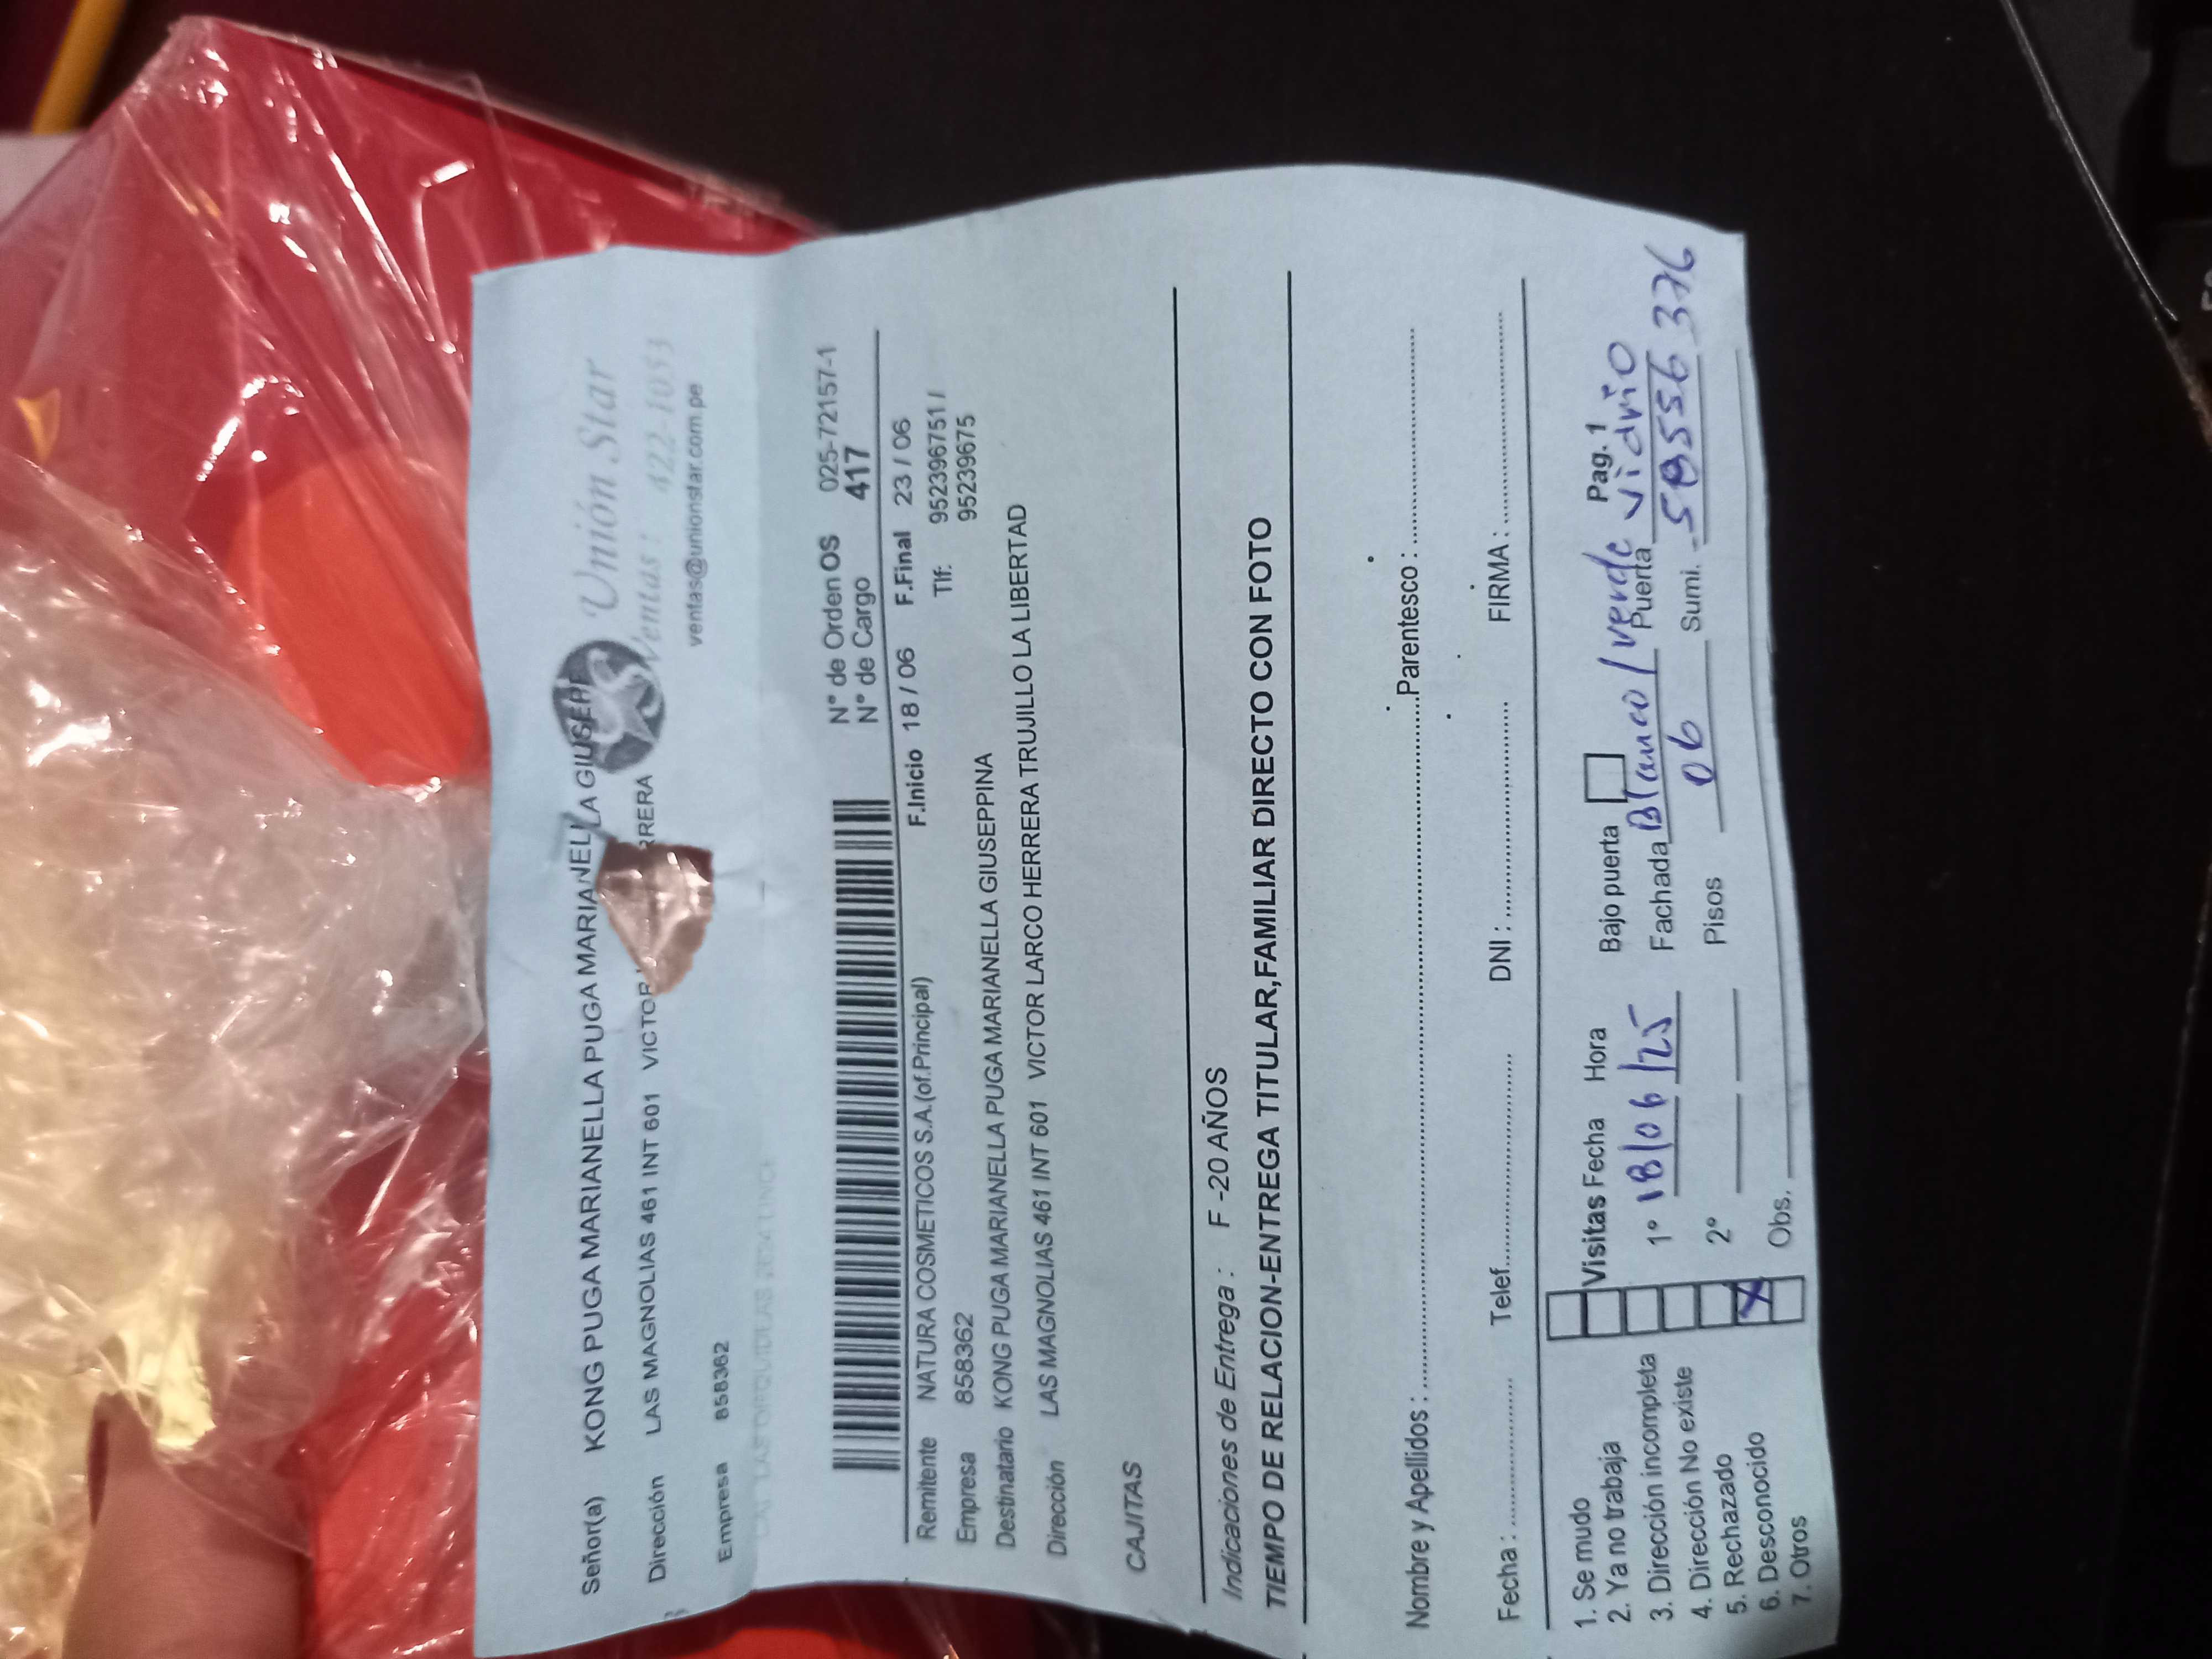 Señor(a) KONG PUGA MARIANELLA PUGA MARIANELLA GIUSEPP
Unión Star
Dirección LAS MAGNOLIAS 461 INT 601 VICTOR RRERA
Ventas : 422-1053
Empresa 858362
ventas@unionstar.com.pe
N° de Orden OS 025-72157-1
N° de Cargo 417
Remitente NATURA COSMETICOS S.A.(of.Principal) F.Inicio 18 / 06 F.Final 23 / 06
Empresa 858362 Tlf: 952396751 /
95239675
Destinatario KONG PUGA MARIANELLA PUGA MARIANELLA GIUSEPPINA
Dirección LAS MAGNOLIAS 461 INT 601 VICTOR LARCO HERRERA TRUJILLO LA LIBERTAD
CAJITAS
Indicaciones de Entrega : F -20 AÑOS
TIEMPO DE RELACION-ENTREGA TITULAR,FAMILIAR DIRECTO CON FOTO
Nombre y Apellidos : Parentesco :
Fecha : Telef. DNI : FIRMA :
1. Se mudo
2. Ya no trabaja
3. Dirección incompleta
4. Dirección No existe
5. Rechazado
6. Desconocido
7. Otros
Visitas Fecha Hora Bajo puerta Pag. 1
1° 18/06/25 Fachada Blanco/verde Puerta vidrio
2° Pisos 06 Sumi. 589556 376
Obs.